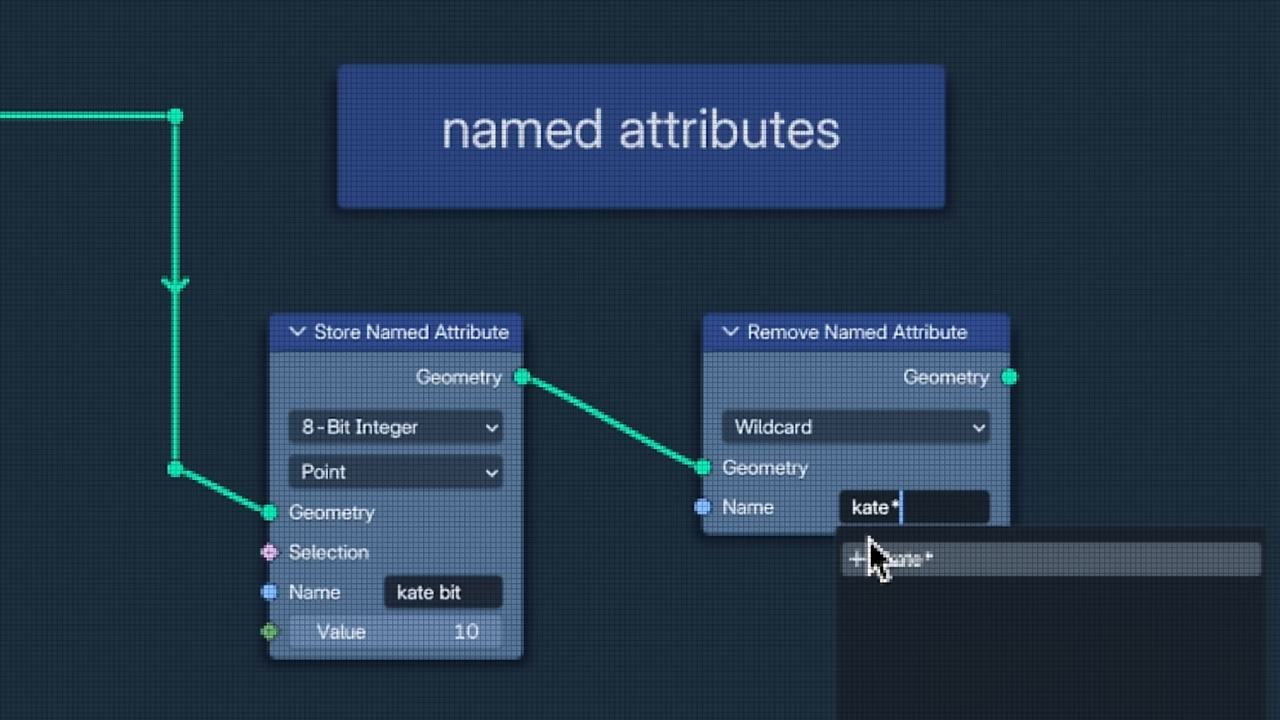 named attributes
Store Named Attribute
Geometry
8-Bit Integer
Point
Geometry
Selection
Name kate bit
Value 10
Remove Named Attribute
Geometry
Wildcard
Geometry
Name kate*